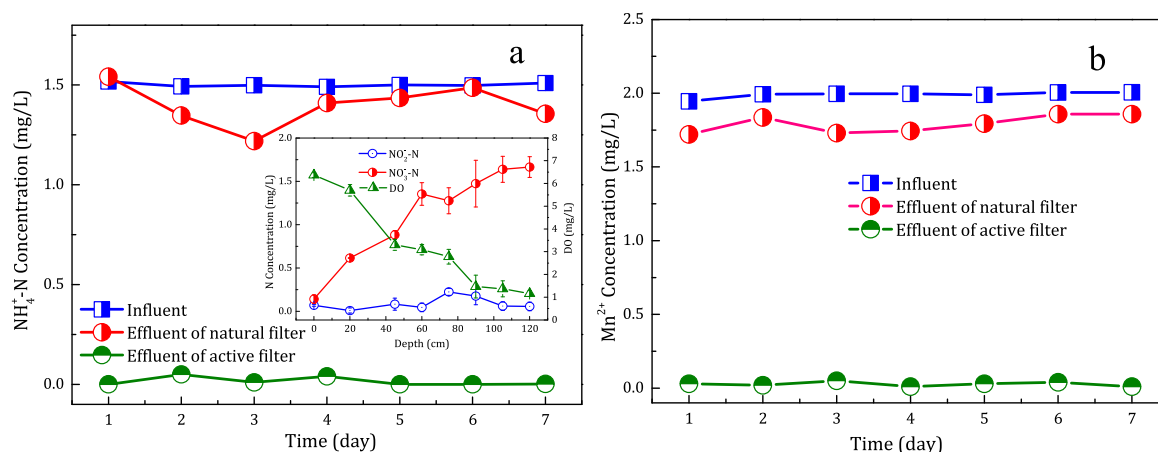 a
NH₄⁺-N Concentration (mg/L)
1.5
1.0
0.5
0.0
1 2 3 4 5 6 7
Time (day)
Influent
Effluent of natural filter
Effluent of active filter
N Concentration (mg/L)
2.0
1.5
1.0
0.5
0.0
NO₂⁻-N
NO₃⁻-N
DO
8
7
6
5
4
3
2
1
0
DO (mg/L)
0 20 40 60 80 100 120
Depth (cm)
b
Mn²⁺ Concentration (mg/L)
2.5
2.0
1.5
1.0
0.5
0.0
Influent
Effluent of natural filter
Effluent of active filter
1 2 3 4 5 6 7
Time (day)